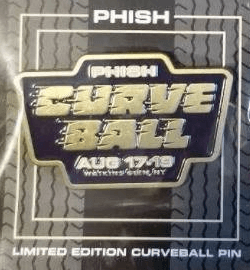 PHISH
PHISH
CURVE
BALL
AUG 17-19
WATKINS GLEN, NY
LIMITED EDITION CURVEBALL PIN